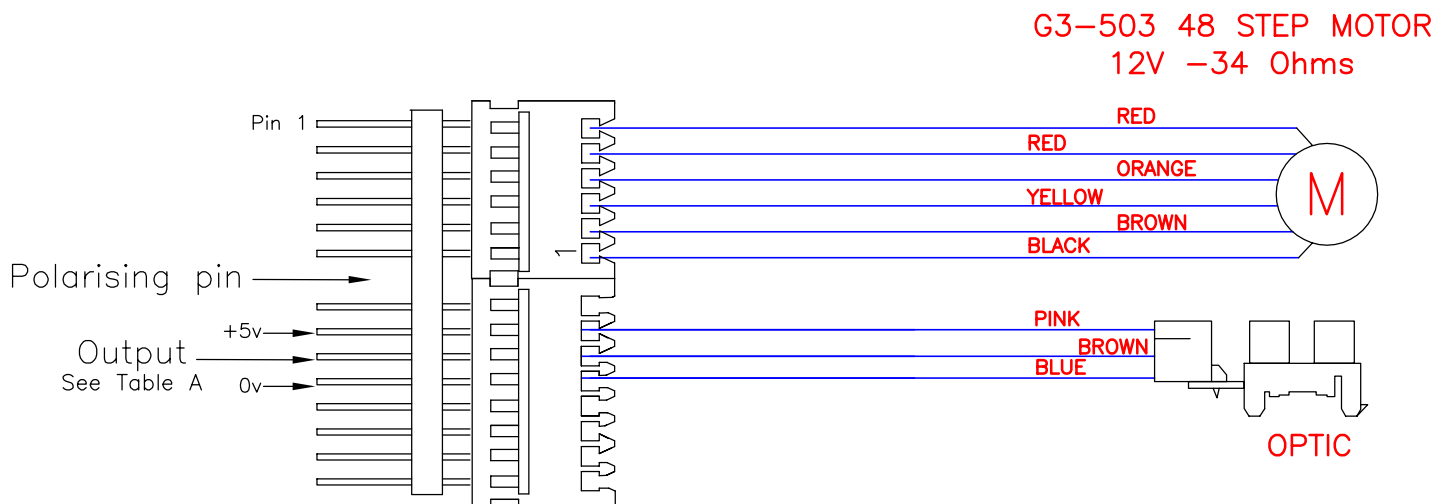 G3-503 48 STEP MOTOR
12V -34 Ohms
Pin 1
RED
RED
ORANGE
YELLOW
BROWN
BLACK
M
1
Polarising pin
+5v
Output
See Table A
0v
PINK
BROWN
BLUE
OPTIC